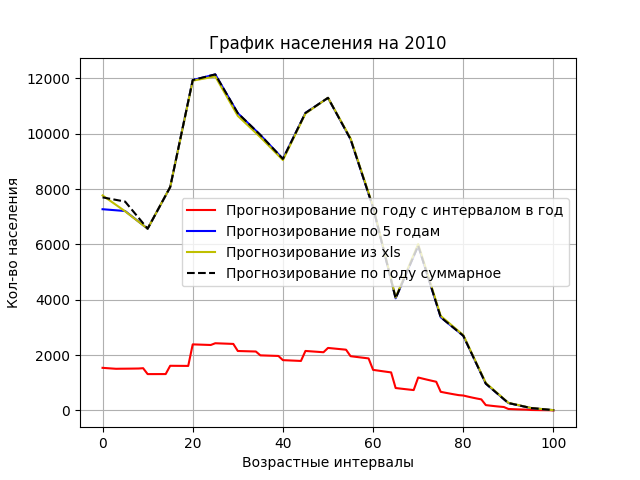 График населения на 2010
12000
10000
8000
6000
4000
2000
0
Кол-во населения
Прогнозирование по году с интервалом в год
Прогнозирование по 5 годам
Прогнозирование из xls
Прогнозирование по году суммарное
0 20 40 60 80 100
Возрастные интервалы